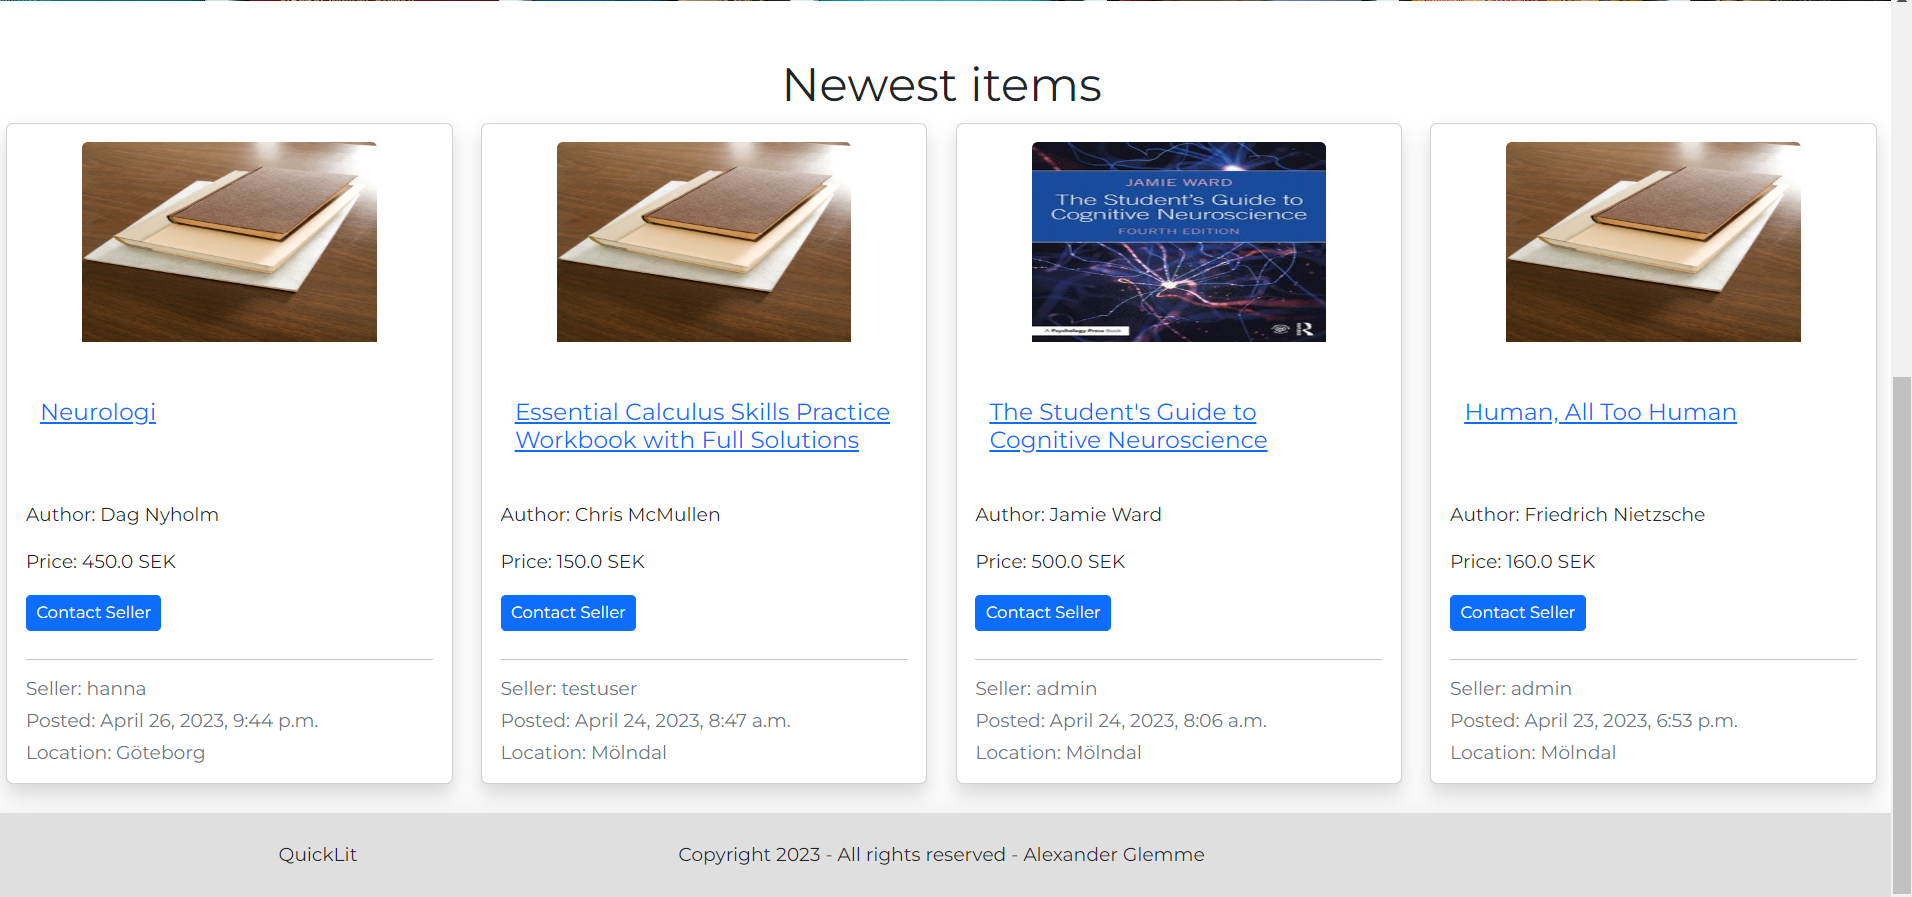 Newest items
JAMIE WARD
The Student's Guide to
Cognitive Neuroscience
FOURTH EDITION
A Psychology Press Book
Neurologi
Author: Dag Nyholm
Price: 450.0 SEK
Contact Seller
Seller: hanna
Posted: April 26, 2023, 9:44 p.m.
Location: Göteborg
Essential Calculus Skills Practice
Workbook with Full Solutions
Author: Chris McMullen
Price: 150.0 SEK
Contact Seller
Seller: testuser
Posted: April 24, 2023, 8:47 a.m.
Location: Mölndal
The Student's Guide to
Cognitive Neuroscience
Author: Jamie Ward
Price: 500.0 SEK
Contact Seller
Seller: admin
Posted: April 24, 2023, 8:06 a.m.
Location: Mölndal
Human, All Too Human
Author: Friedrich Nietzsche
Price: 160.0 SEK
Contact Seller
Seller: admin
Posted: April 23, 2023, 6:53 p.m.
Location: Mölndal
QuickLit
Copyright 2023 - All rights reserved - Alexander Glemme